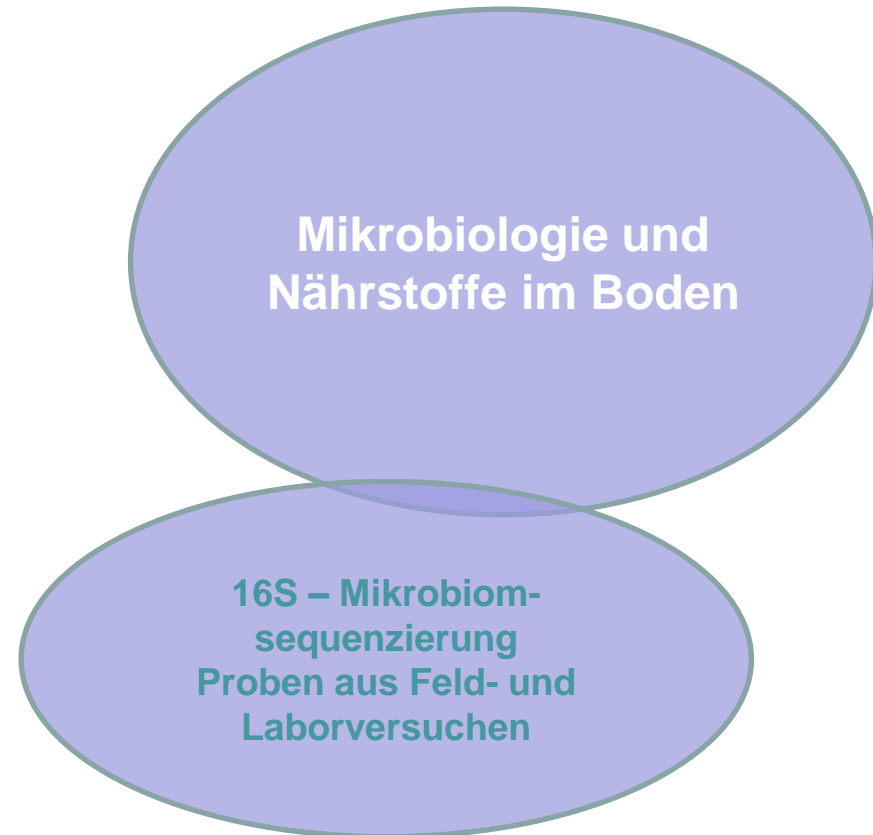 Mikrobiologie und
Nährstoffe im Boden
16S – Mikrobiom-
sequenzierung
Proben aus Feld- und
Laborversuchen